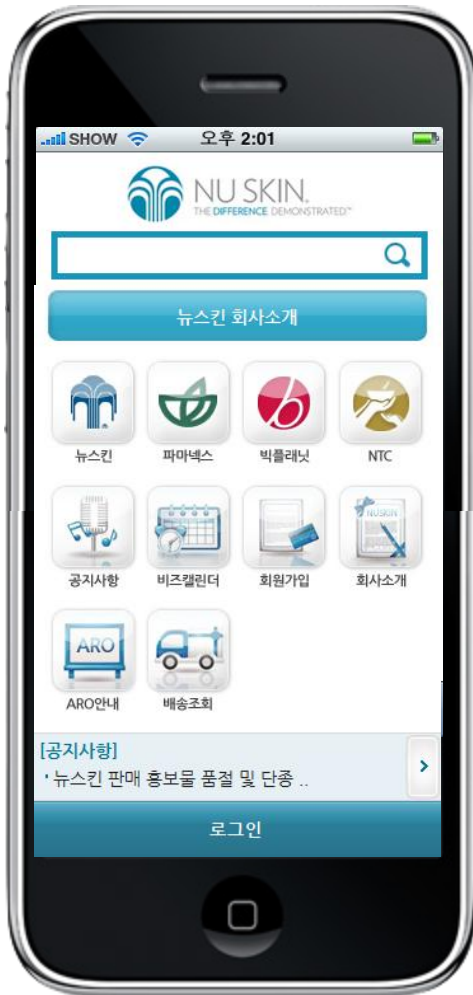 SHOW 오후 2:01
NU SKIN.
THE DIFFERENCE DEMONSTRATED™
뉴스킨 회사소개
뉴스킨 파마넥스 빅플래닛 NTC
NUSKIN
공지사항 비즈캘린더 회원가입 회사소개
ARO
ARO안내 배송조회
[공지사항]
· 뉴스킨 판매 홍보물 품절 및 단종 ..
로그인